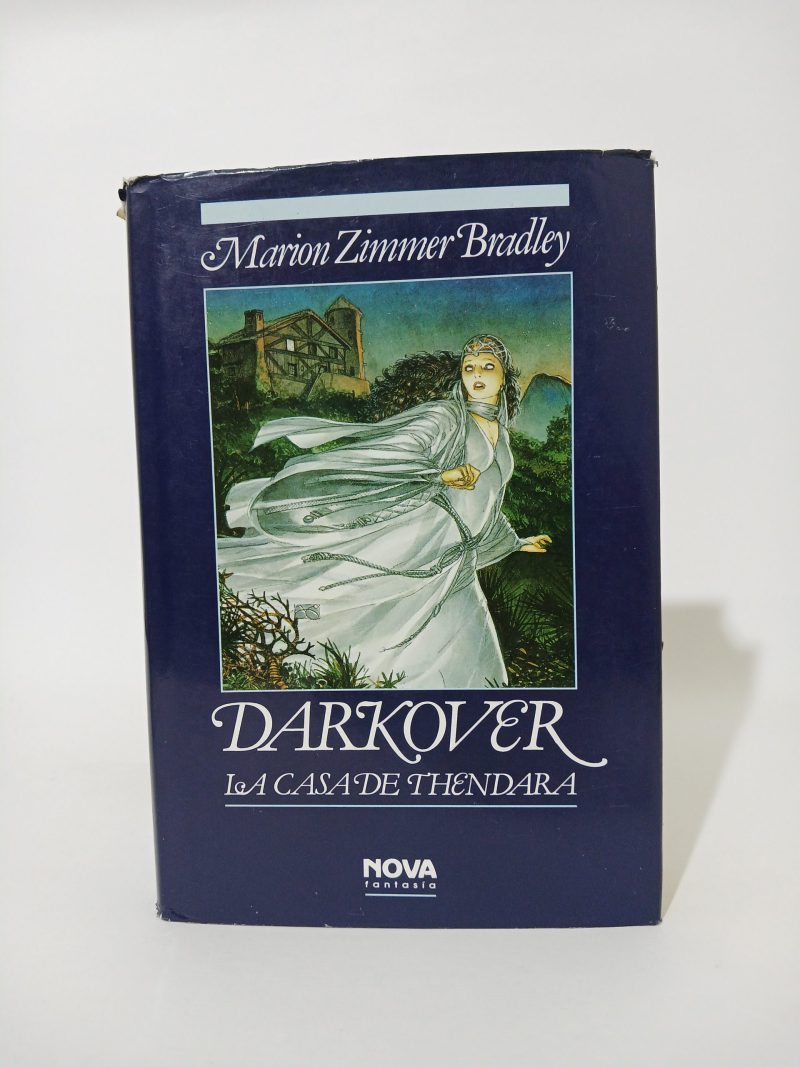 Marion Zimmer Bradley
DARKOVER
LA CASA DE THENDARA
NOVA
fantasía